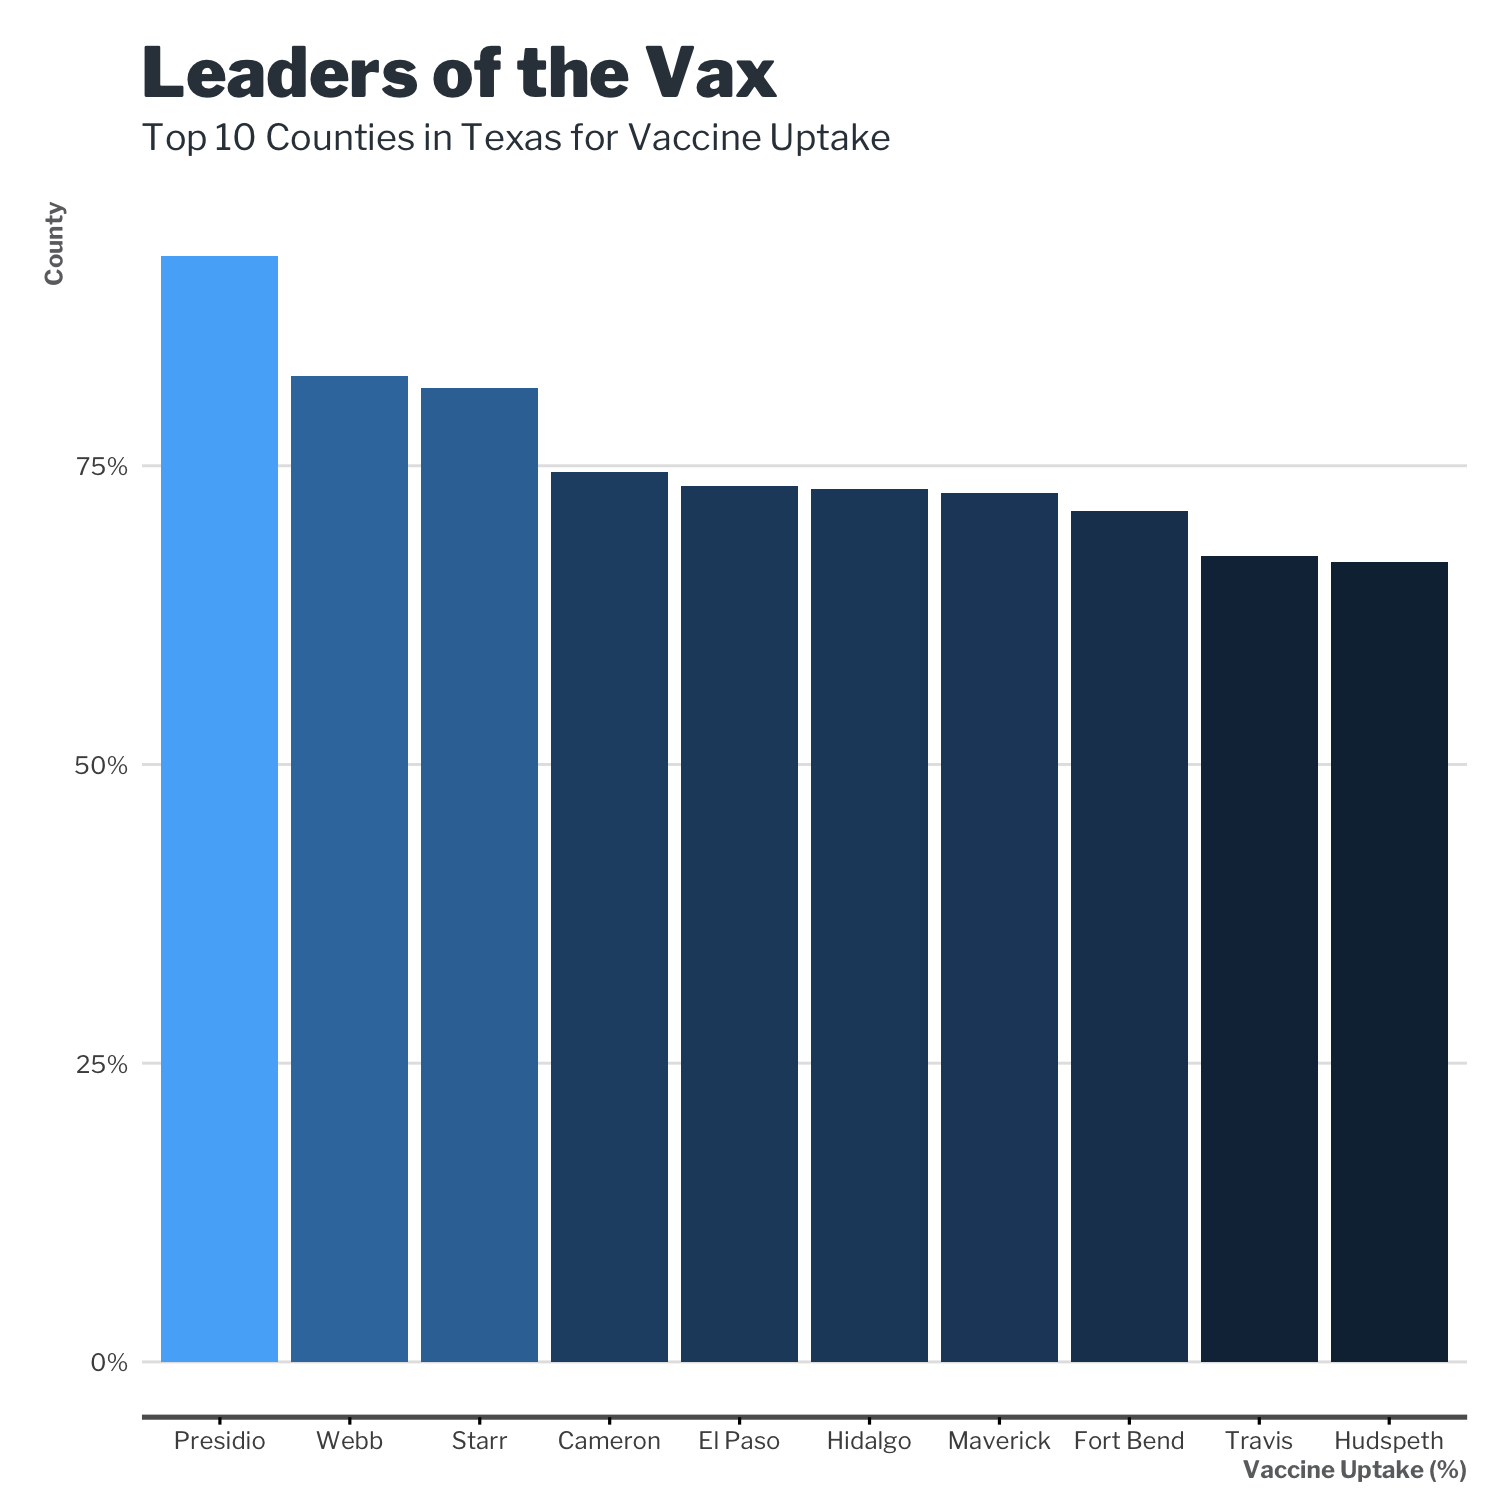 Leaders of the Vax
Top 10 Counties in Texas for Vaccine Uptake
County
75%
50%
25%
0%
Presidio Webb Starr Cameron El Paso Hidalgo Maverick Fort Bend Travis Hudspeth
Vaccine Uptake (%)